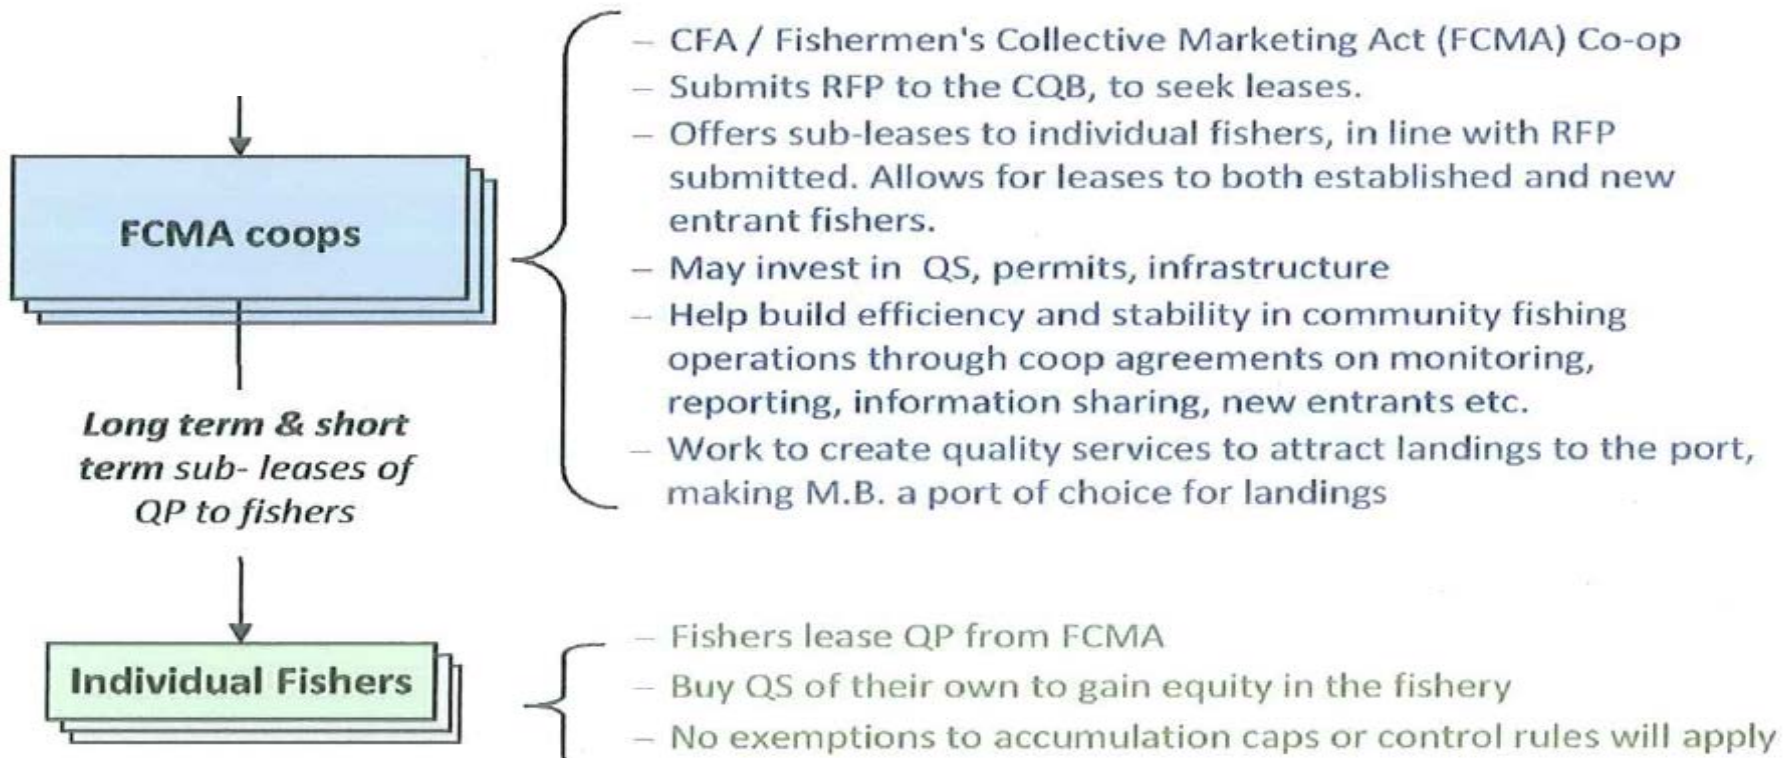 – CFA / Fishermen's Collective Marketing Act (FCMA) Co-op
– Submits RFP to the CQB, to seek leases.
– Offers sub-leases to individual fishers, in line with RFP
submitted. Allows for leases to both established and new
entrant fishers.
– May invest in QS, permits, infrastructure
– Help build efficiency and stability in community fishing
operations through coop agreements on monitoring,
reporting, information sharing, new entrants etc.
– Work to create quality services to attract landings to the port,
making M.B. a port of choice for landings
FCMA coops
Long term & short
term sub- leases of
QP to fishers
Individual Fishers
– Fishers lease QP from FCMA
– Buy QS of their own to gain equity in the fishery
– No exemptions to accumulation caps or control rules will apply